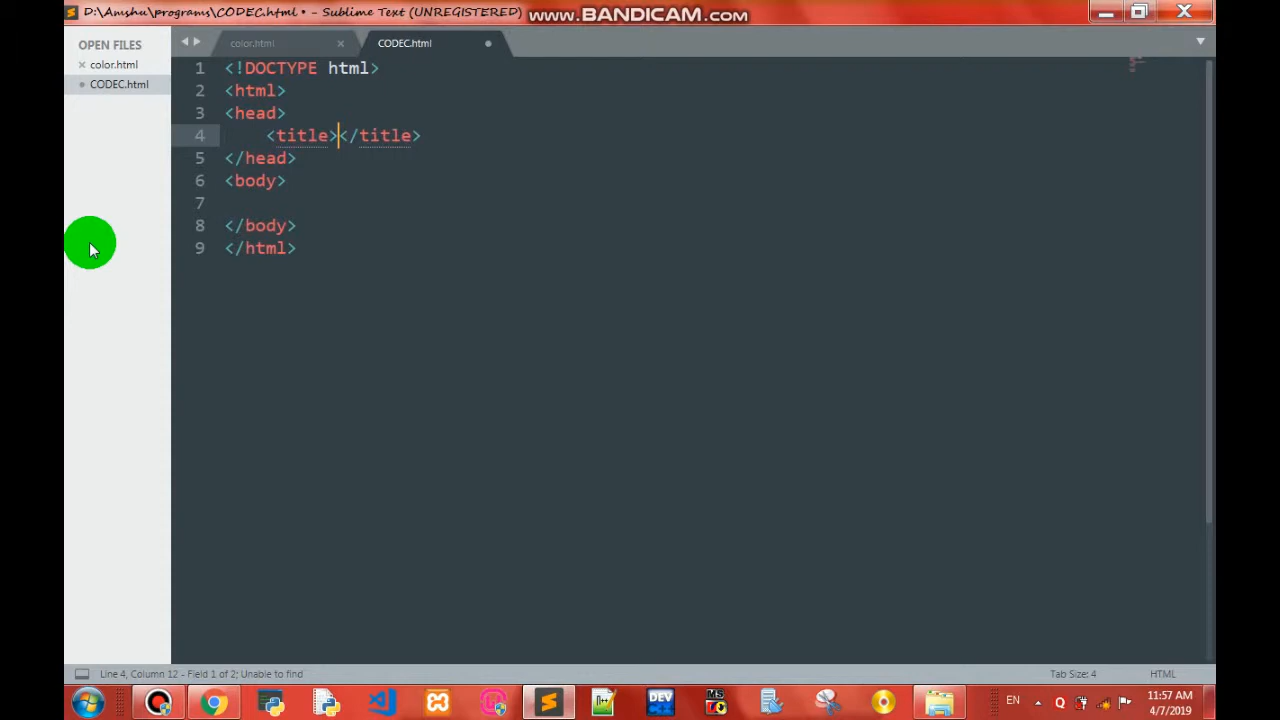 D:\Anshu\programs\CODEC.html • - Sublime Text (UNREGISTERED)
www.BANDICAM.com
OPEN FILES
color.html
CODEC.html
color.html
CODEC.html
1 <!DOCTYPE html>
2 <html>
3 <head>
4 <title></title>
5 </head>
6 <body>
7
8 </body>
9 </html>
Line 4, Column 12 - Field 1 of 2; Unable to find
Tab Size: 4
HTML
DEV
MS
EN
11:57 AM
4/7/2019